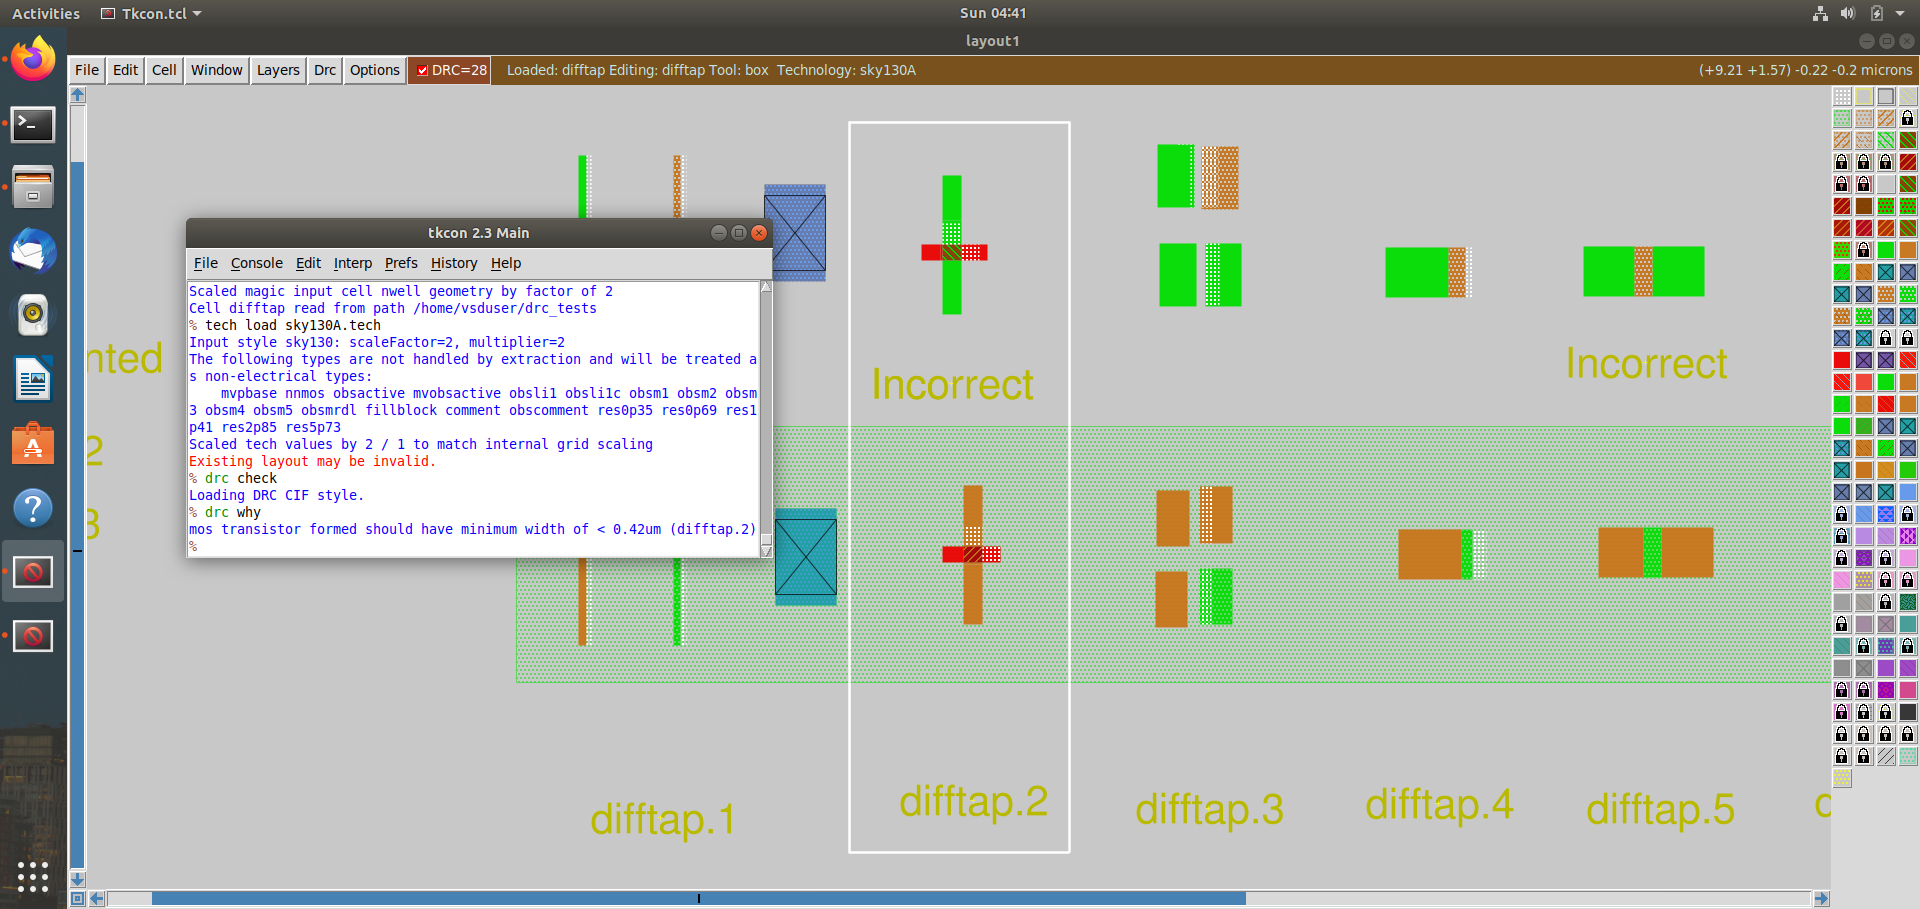 Activities
Tkcon.tcl
Sun 04:41
layout1
File Edit Cell Window Layers Drc Options DRC=28 Loaded: difftap Editing: difftap Tool: box Technology: sky130A (+9.21 +1.57) -0.22 -0.2 microns
tkcon 2.3 Main
File Console Edit Interp Prefs History Help
Scaled magic input cell nwell geometry by factor of 2
Cell difftap read from path /home/vsduser/drc_tests
% tech load sky130A.tech
Input style sky130: scaleFactor=2, multiplier=2
The following types are not handled by extraction and will be treated a
s non-electrical types:
mvpbase nnmos obsactive mvobsactive obsli1 obsli1c obsm1 obsm2 obsm
3 obsm4 obsm5 obsmrdl fillblock comment obscomment res0p35 res0p69 res1
p41 res2p85 res5p73
Scaled tech values by 2 / 1 to match internal grid scaling
Existing layout may be invalid.
% drc check
Loading DRC CIF style.
% drc why
mos transistor formed should have minimum width of < 0.42um (difftap.2)
%
nted
2
3
Incorrect
Incorrect
difftap.1
difftap.2
difftap.3
difftap.4
difftap.5